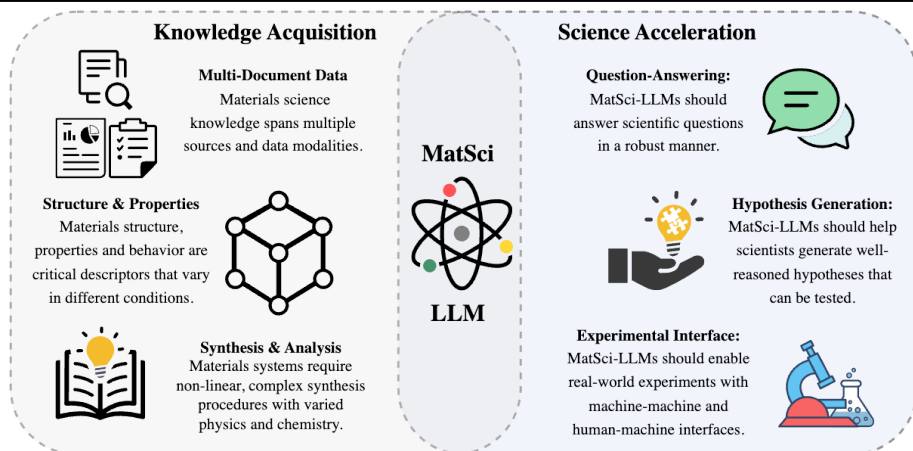 Knowledge Acquisition
Multi-Document Data
Materials science
knowledge spans multiple
sources and data modalities.
Structure & Properties
Materials structure,
properties and behavior are
critical descriptors that vary
in different conditions.
Synthesis & Analysis
Materials systems require
non-linear, complex synthesis
procedures with varied
physics and chemistry.
MatSci
LLM
Science Acceleration
Question-Answering:
MatSci-LLMs should
answer scientific questions
in a robust manner.
Hypothesis Generation:
MatSci-LLMs should help
scientists generate well-
reasoned hypotheses that
can be tested.
Experimental Interface:
MatSci-LLMs should enable
real-world experiments with
machine-machine and
human-machine interfaces.